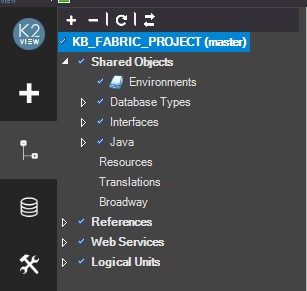 K2
VIEW
KB_FABRIC_PROJECT (master)
Shared Objects
Environments
Database Types
Interfaces
Java
Resources
Translations
Broadway
References
Web Services
Logical Units